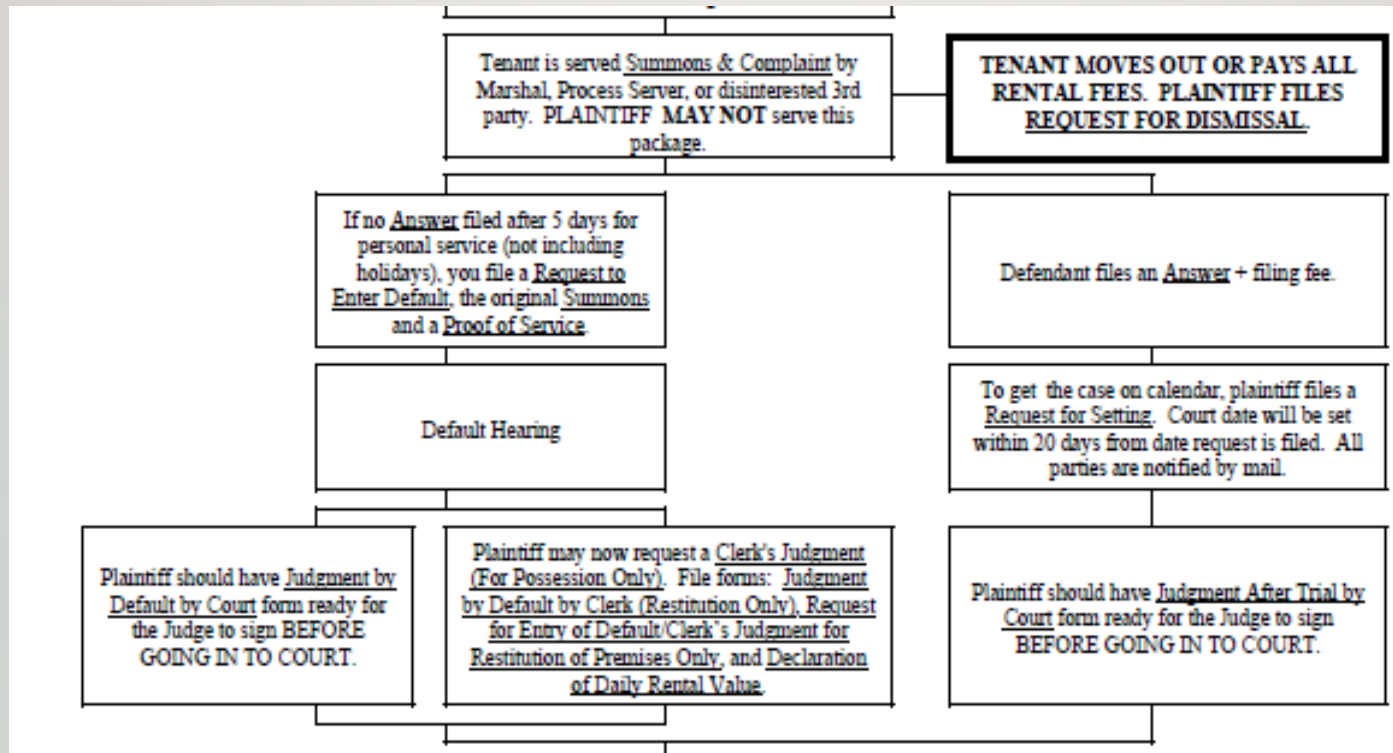 Tenant is served Summons & Complaint by
Marshal, Process Server, or disinterested 3rd
party. PLAINTIFF MAY NOT serve this
package.
TENANT MOVES OUT OR PAYS ALL
RENTAL FEES. PLAINTIFF FILES
REQUEST FOR DISMISSAL.
If no Answer filed after 5 days for
personal service (not including
holidays), you file a Request to
Enter Default, the original Summons
and a Proof of Service.
Defendant files an Answer + filing fee.
Default Hearing
To get the case on calendar, plaintiff files a
Request for Setting. Court date will be set
within 20 days from date request is filed. All
parties are notified by mail.
Plaintiff should have Judgment by
Default by Court form ready for
the Judge to sign BEFORE
GOING IN TO COURT.
Plaintiff may now request a Clerk's Judgment
(For Possession Only). File forms: Judgment
by Default by Clerk (Restitution Only), Request
for Entry of Default/Clerk's Judgment for
Restitution of Premises Only, and Declaration
of Daily Rental Value.
Plaintiff should have Judgment After Trial by
Court form ready for the Judge to sign
BEFORE GOING IN TO COURT.